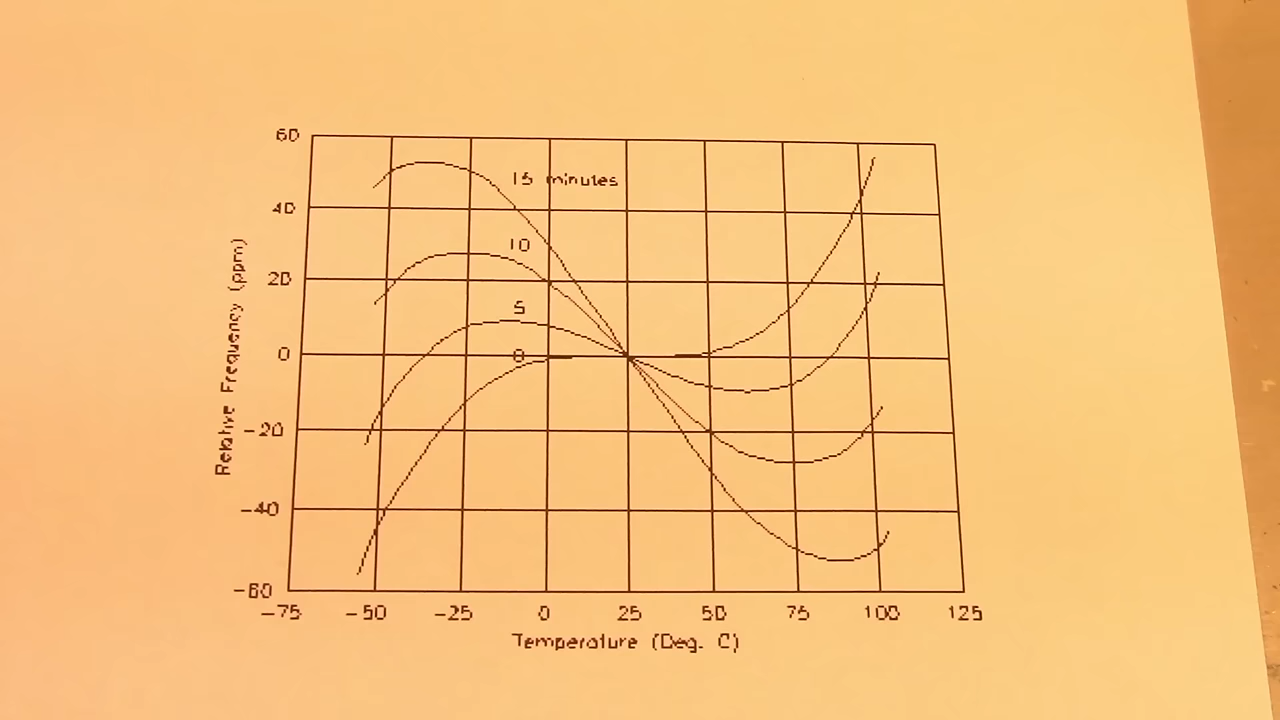 60
15 minutes
40
10
20
5
0
0
-20
-40
-60
-75 -50 -25 0 25 50 75 100 125
Temperature (Deg. C)
Relative Frequency (ppm)